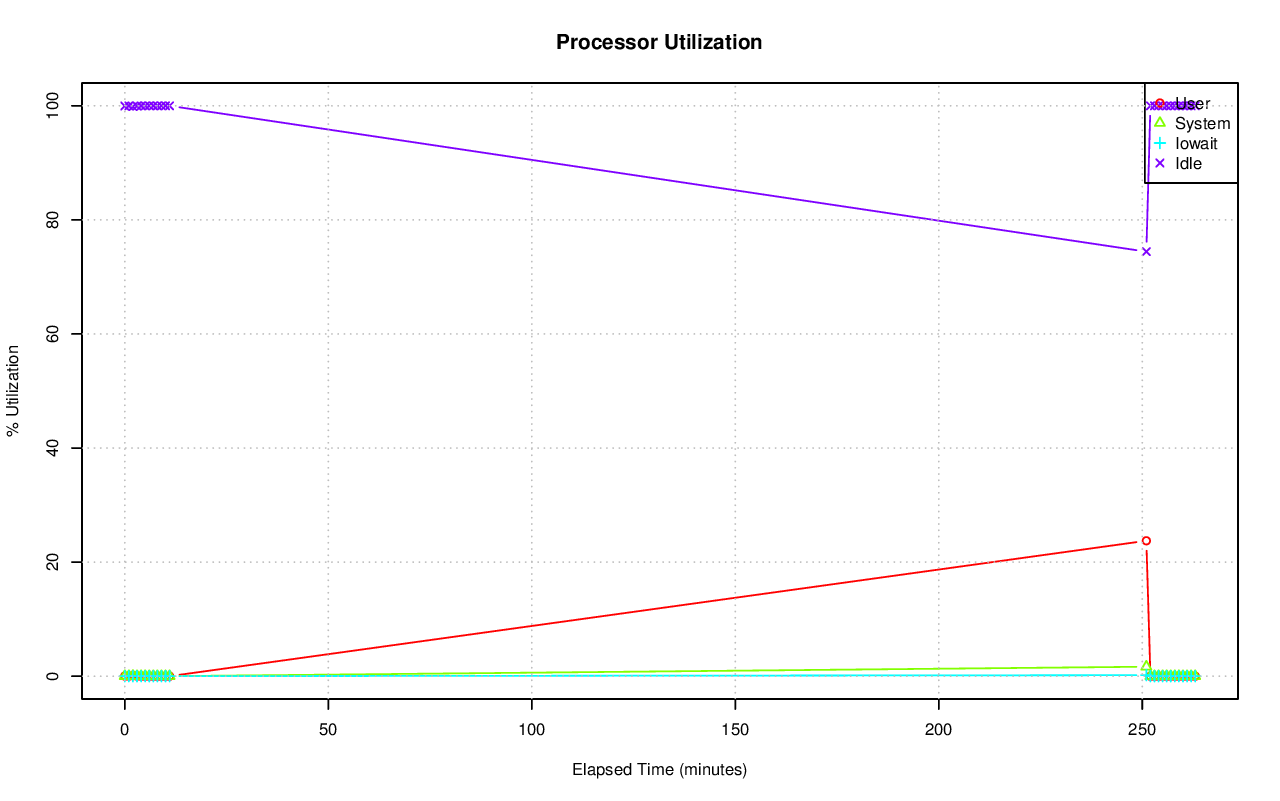 Processor Utilization
User
System
Iowait
Idle
% Utilization
100
80
60
40
20
0
0 50 100 150 200 250
Elapsed Time (minutes)